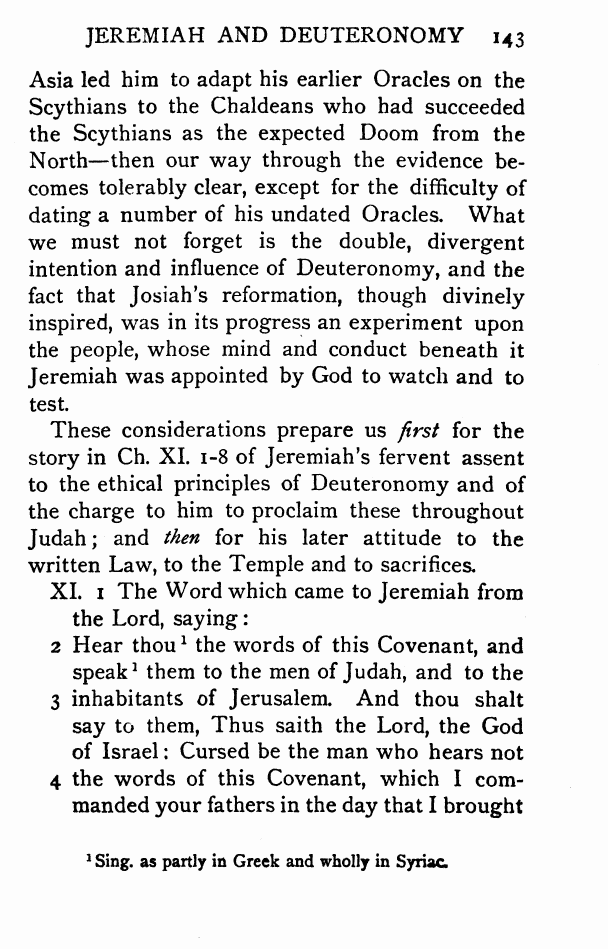 JEREMIAH AND DEUTERONOMY 143
Asia led him to adapt his earlier Oracles on the
Scythians to the Chaldeans who had succeeded
the Scythians as the expected Doom from the
North—then our way through the evidence be-
comes tolerably clear, except for the difficulty of
dating a number of his undated Oracles. What
we must not forget is the double, divergent
intention and influence of Deuteronomy, and the
fact that Josiah's reformation, though divinely
inspired, was in its progress an experiment upon
the people, whose mind and conduct beneath it
Jeremiah was appointed by God to watch and to
test.
These considerations prepare us first for the
story in Ch. XI. 1-8 of Jeremiah's fervent assent
to the ethical principles of Deuteronomy and of
the charge to him to proclaim these throughout
Judah; and then for his later attitude to the
written Law, to the Temple and to sacrifices.
XI. 1 The Word which came to Jeremiah from
the Lord, saying:
2 Hear thou¹ the words of this Covenant, and
speak¹ them to the men of Judah, and to the
3 inhabitants of Jerusalem. And thou shalt
say to them, Thus saith the Lord, the God
of Israel: Cursed be the man who hears not
4 the words of this Covenant, which I com-
manded your fathers in the day that I brought
¹ Sing. as partly in Greek and wholly in Syriac.